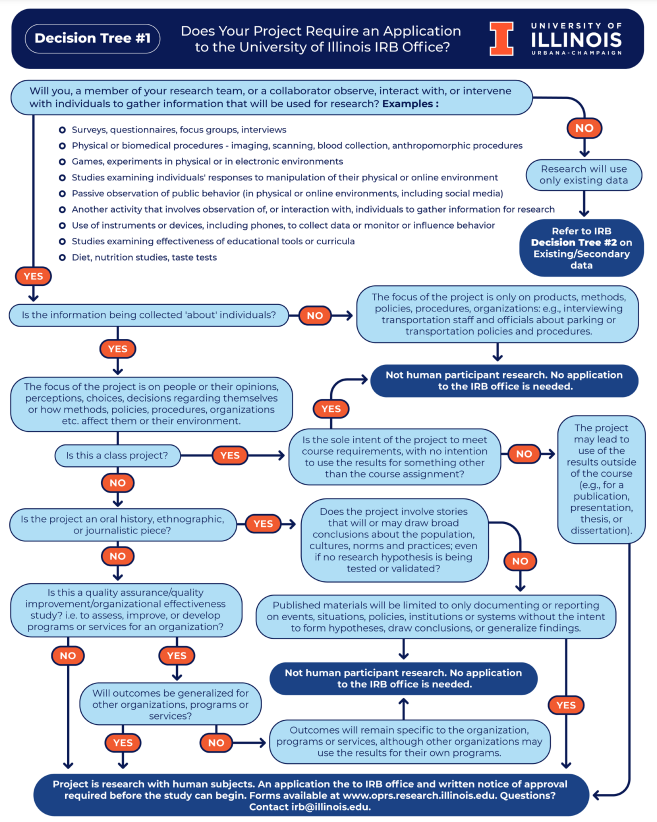 Decision Tree #1
Does Your Project Require an Application
to the University of Illinois IRB Office?
UNIVERSITY OF
ILLINOIS
URBANA-CHAMPAIGN
Will you, a member of your research team, or a collaborator observe, interact with, or intervene
with individuals to gather information that will be used for research? Examples :
Surveys, questionnaires, focus groups, interviews
Physical or biomedical procedures - imaging, scanning, blood collection, anthropomorphic procedures
Games, experiments in physical or in electronic environments
Studies examining individuals' responses to manipulation of their physical or online environment
Passive observation of public behavior (in physical or online environments, including social media)
Another activity that involves observation of, or interaction with, individuals to gather information for research
Use of instruments or devices, including phones, to collect data or monitor or influence behavior
Studies examining effectiveness of educational tools or curricula
Diet, nutrition studies, taste tests
NO
Research will use
only existing data
Refer to IRB
Decision Tree #2 on
Existing/Secondary
data
YES
Is the information being collected 'about' individuals?
NO
The focus of the project is only on products, methods,
policies, procedures, organizations: e.g., interviewing
transportation staff and officials about parking or
transportation policies and procedures.
YES
Not human participant research. No application
to the IRB office is needed.
The focus of the project is on people or their opinions,
perceptions, choices, decisions regarding themselves
or how methods, policies, procedures, organizations
etc. affect them or their environment.
YES
Is this a class project?
YES
Is the sole intent of the project to meet
course requirements, with no intention
to use the results for something other
than the course assignment?
NO
The project
may lead to
use of the
results outside
of the course
(e.g., for a
publication,
presentation,
thesis, or
dissertation).
NO
Is the project an oral history, ethnographic,
or journalistic piece?
YES
Does the project involve stories
that will or may draw broad
conclusions about the population,
cultures, norms and practices; even
if no research hypothesis is being
tested or validated?
NO
NO
Is this a quality assurance/quality
improvement/organizational effectiveness
study? i.e. to assess, improve, or develop
programs or services for an organization?
Published materials will be limited to only documenting or reporting
on events, situations, policies, institutions or systems without the intent
to form hypotheses, draw conclusions, or generalize findings.
NO
YES
Not human participant research. No application
to the IRB office is needed.
YES
Will outcomes be generalized for
other organizations, programs or
services?
YES
NO
Outcomes will remain specific to the organization,
programs or services, although other organizations may
use the results for their own programs.
Project is research with human subjects. An application the to IRB office and written notice of approval
required before the study can begin. Forms available at www.oprs.research.illinois.edu. Questions?
Contact irb@illinois.edu.